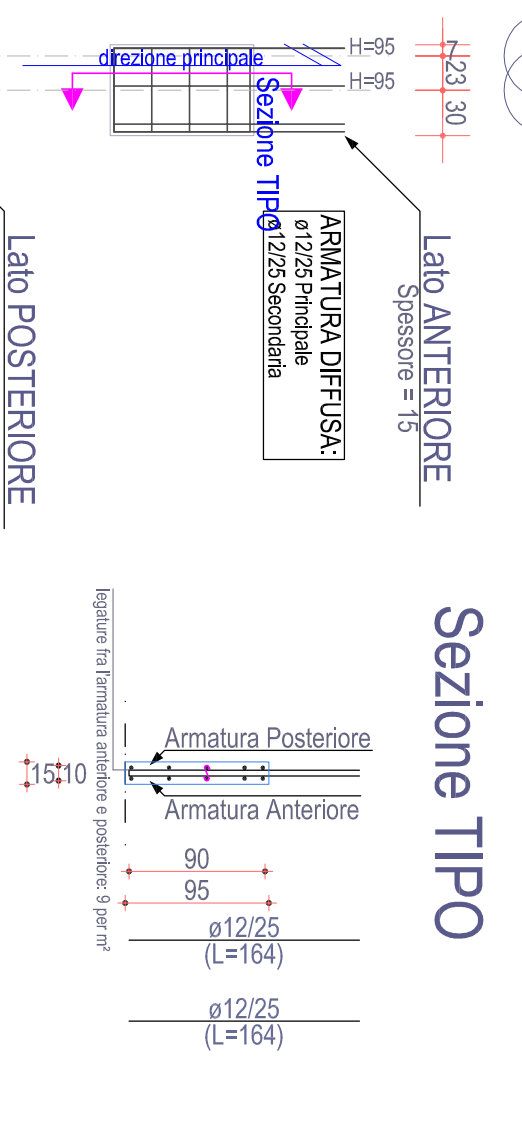 direzione principale
H=95
H=95
7
23
30
Sezione TIPO
ARMATURA DIFFUSA:
ø12/25 Principale
ø12/25 Secondaria
Lato ANTERIORE
Spessore = 15
Lato POSTERIORE
Sezione TIPO
legature fra l'armatura anteriore e posteriore: 9 per m²
Armatura Posteriore
15
10
Armatura Anteriore
90
95
ø12/25
(L=164)
ø12/25
(L=164)